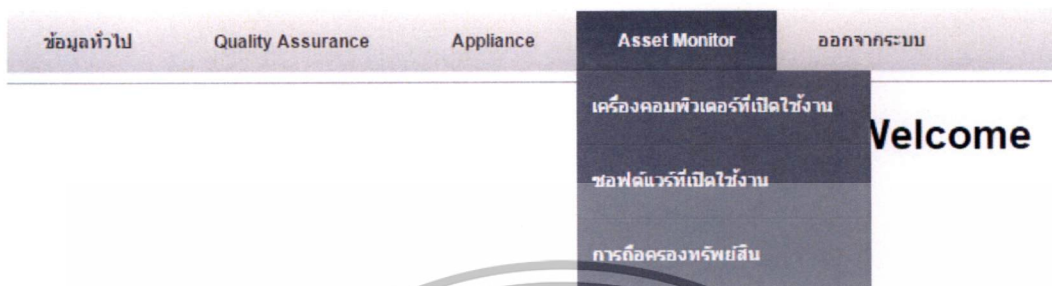 ข้อมูลทั่วไป Quality Assurance Appliance Asset Monitor ออกจากระบบ
เครื่องคอมพิวเตอร์ที่เปิดใช้งาน
Welcome
ซอฟต์แวร์ที่เปิดใช้งาน
การถือครองทรัพย์สิน